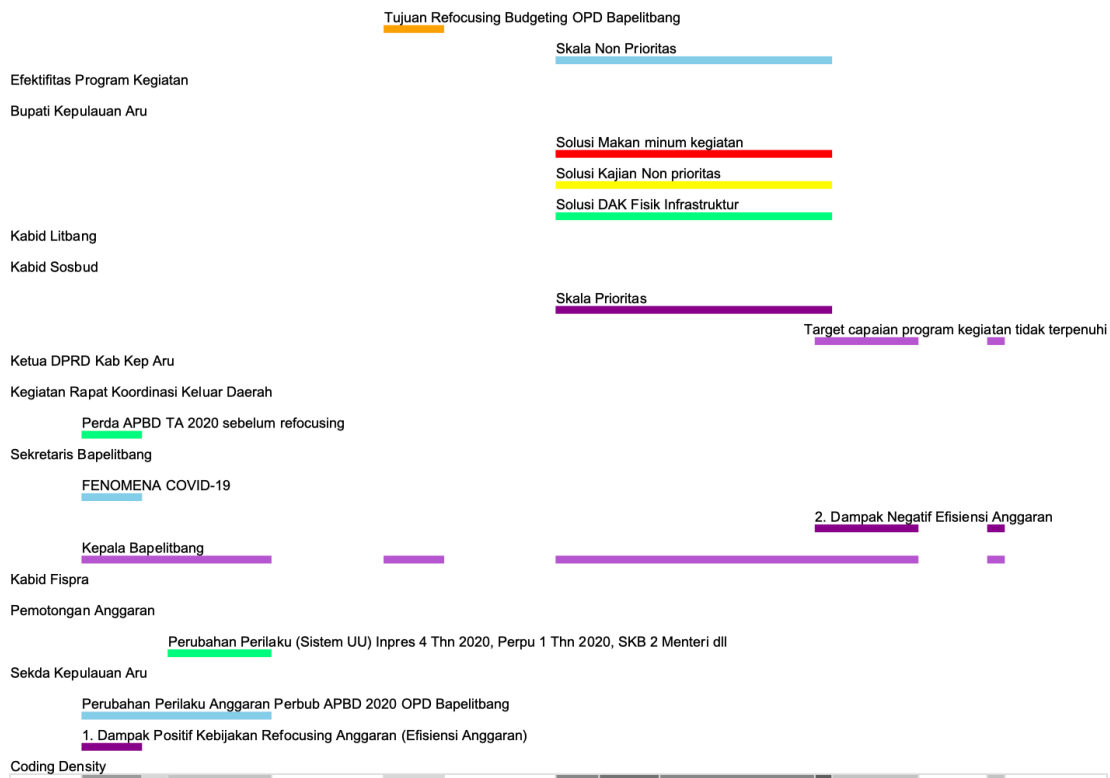 Tujuan Refocusing Budgeting OPD Bapelitbang
Skala Non Prioritas
Efektifitas Program Kegiatan
Bupati Kepulauan Aru
Solusi Makan minum kegiatan
Solusi Kajian Non prioritas
Solusi DAK Fisik Infrastruktur
Kabid Litbang
Kabid Sosbud
Skala Prioritas
Target capaian program kegiatan tidak terpenuhi
Ketua DPRD Kab Kep Aru
Kegiatan Rapat Koordinasi Keluar Daerah
Perda APBD TA 2020 sebelum refocusing
Sekretaris Bapelitbang
FENOMENA COVID-19
2. Dampak Negatif Efisiensi Anggaran
Kepala Bapelitbang
Kabid Fispra
Pemotongan Anggaran
Perubahan Perilaku (Sistem UU) Inpres 4 Thn 2020, Perpu 1 Thn 2020, SKB 2 Menteri dll
Sekda Kepulauan Aru
Perubahan Perilaku Anggaran Perbub APBD 2020 OPD Bapelitbang
1. Dampak Positif Kebijakan Refocusing Anggaran (Efisiensi Anggaran)
Coding Density